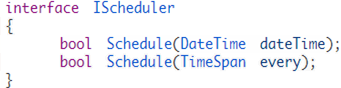 interface IScheduler
{
bool Schedule(DateTime dateTime);
bool Schedule(TimeSpan every);
}